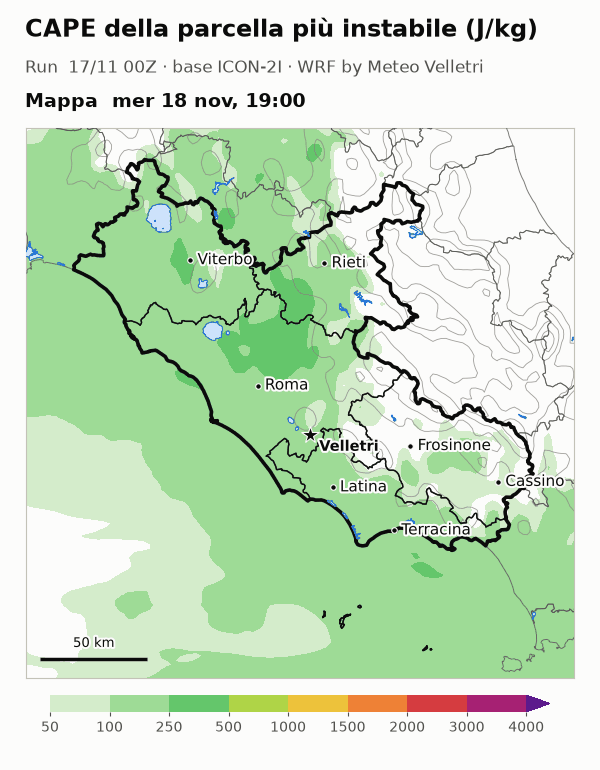 CAPE della parcella più instabile (J/kg)
Run  17/11 00Z · base ICON-2I · WRF by Meteo Velletri
Mappa  mer 18 nov, 19:00
Viterbo
Rieti
Roma
Velletri
Frosinone
Cassino
Latina
Terracina
50 km
50 100 250 500 1000 1500 2000 3000 4000